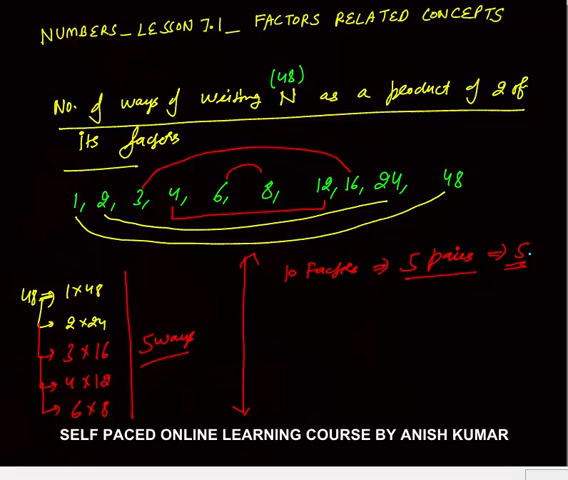 NUMBERS_ LESSON 7.1_ FACTORS RELATED CONCEPTS
(48)
No. of ways of writing N as a product of 2 of
its factors
1, 2, 3, 4, 6, 8, 12, 16, 24, 48
10 Factors ⇒ 5 pairs ⇒ 5
48 ⇒ 1 x 48
→ 2 x 24
→ 3 x 16
→ 4 x 12
→ 6 x 8
5 ways
SELF PACED ONLINE LEARNING COURSE BY ANISH KUMAR